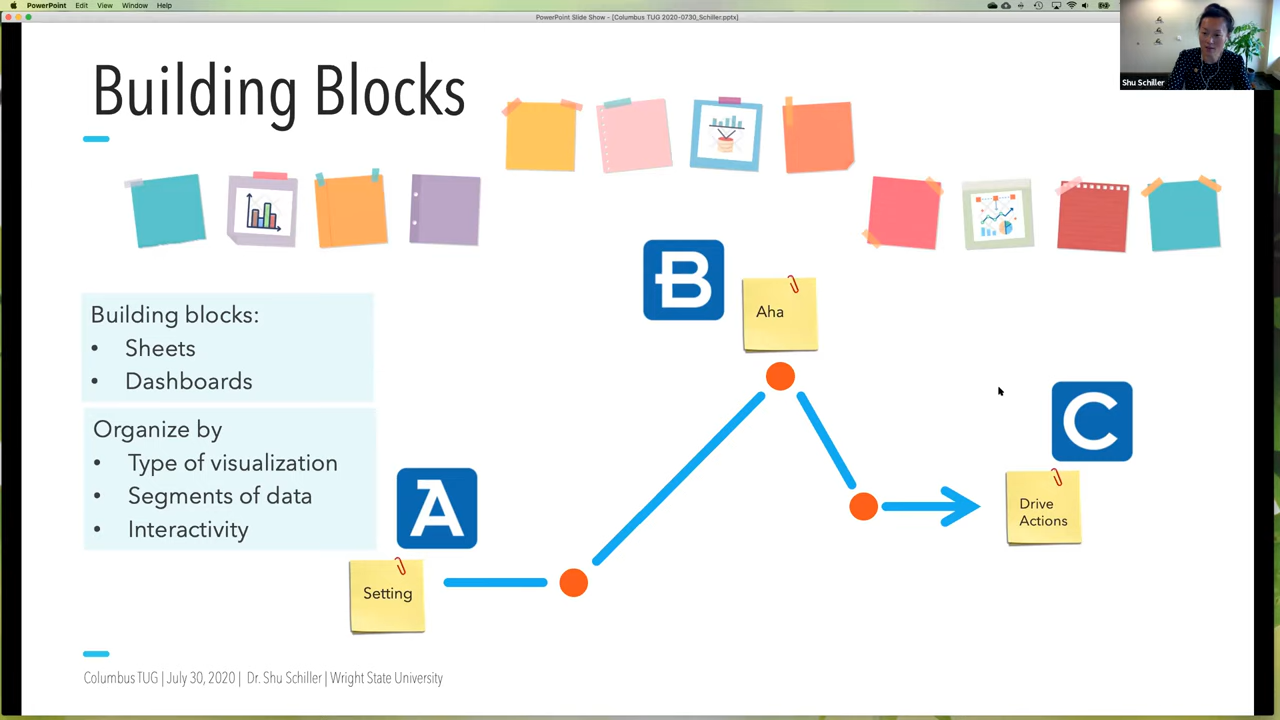 PowerPoint Edit View Window Help
PowerPoint Slide Show - [Columbus TUG 2020-0730_Schiller.pptx]
Shu Schiller
Building Blocks
Building blocks:
• Sheets
• Dashboards
Organize by
• Type of visualization
• Segments of data
• Interactivity
A
Setting
B
Aha
C
Drive
Actions
Columbus TUG | July 30, 2020 | Dr. Shu Schiller | Wright State University